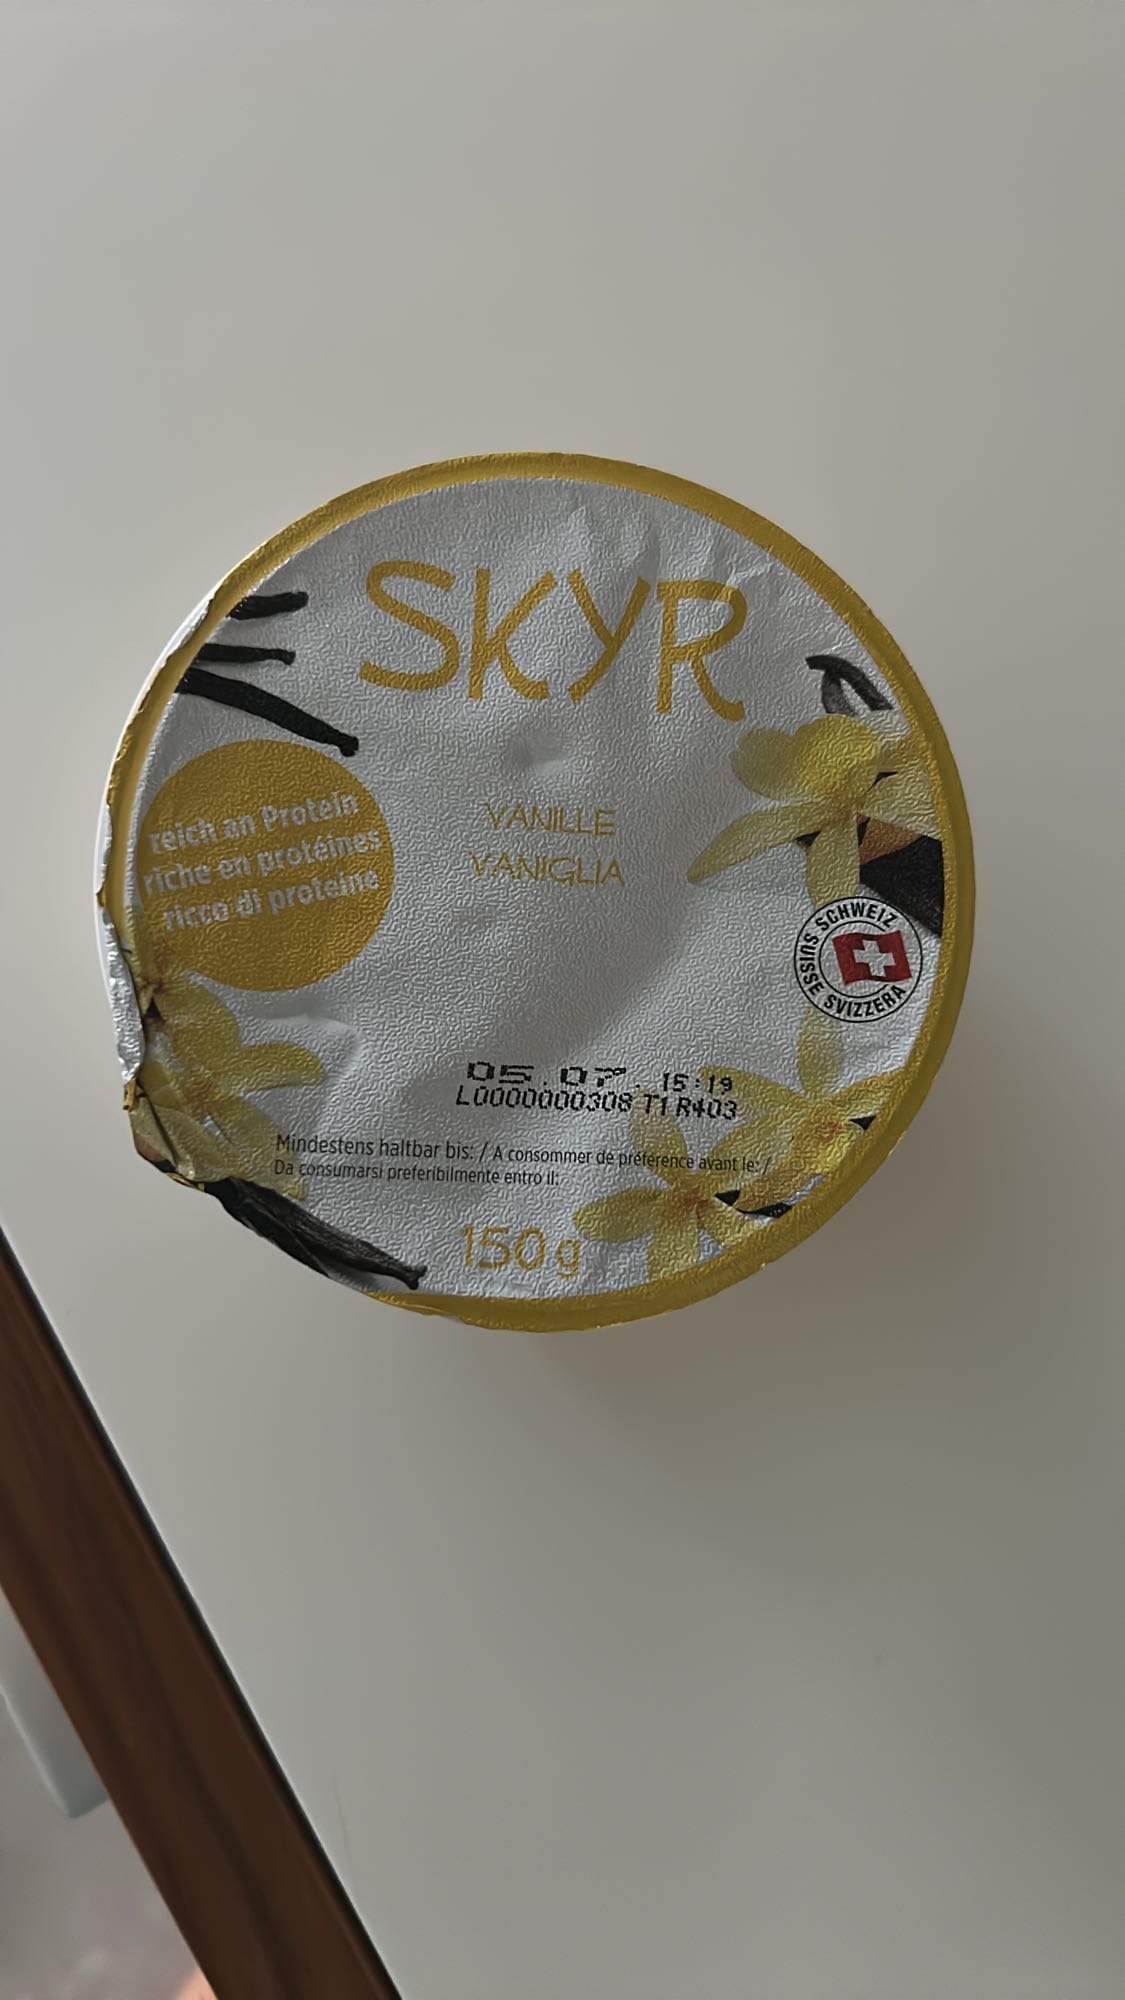 SKYR
reich an Protein
riche en protéines
ricco di proteine
VANILLE
VANIGLIA
SCHWEIZ
SUISSE SVIZZERA
05.07. 15:19
L0000000308 T1 R403
Mindestens haltbar bis: / A consommer de préférence avant le: /
Da consumarsi preferibilmente entro il:
150 g